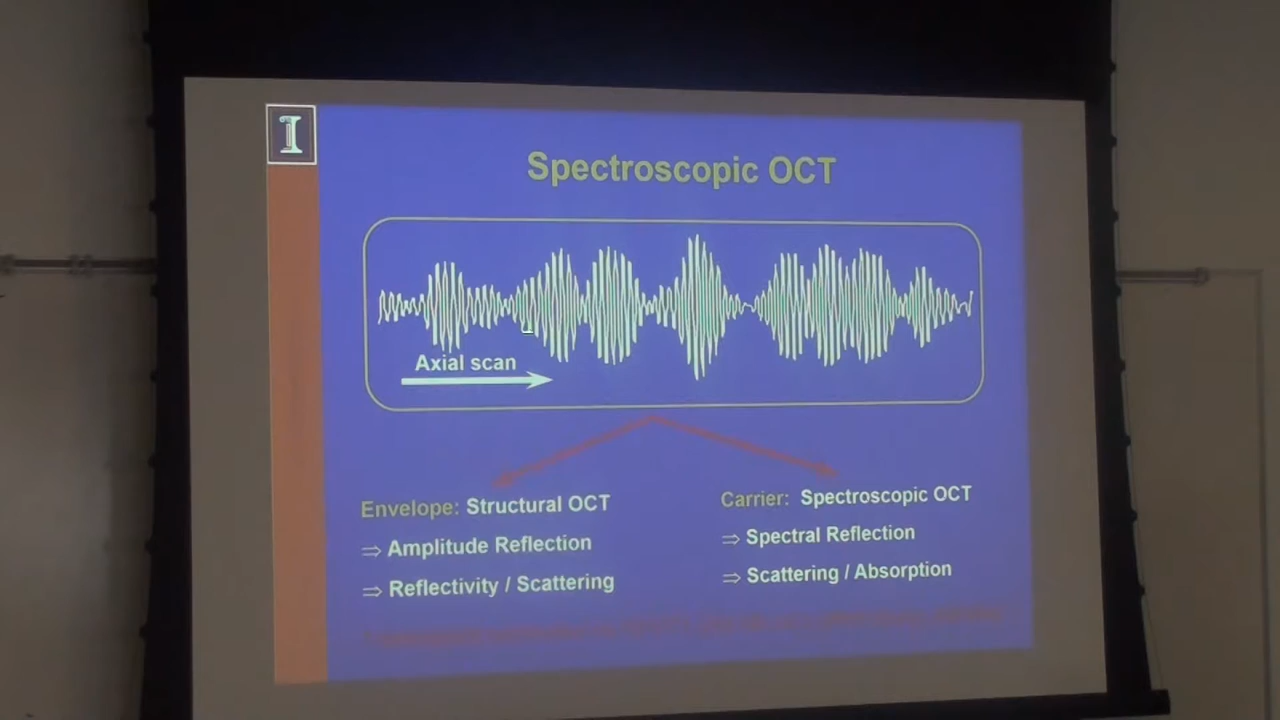 I
Spectroscopic OCT
Axial scan
Envelope: Structural OCT
⇒ Amplitude Reflection
⇒ Reflectivity / Scattering
Carrier: Spectroscopic OCT
⇒ Spectral Reflection
⇒ Scattering / Absorption